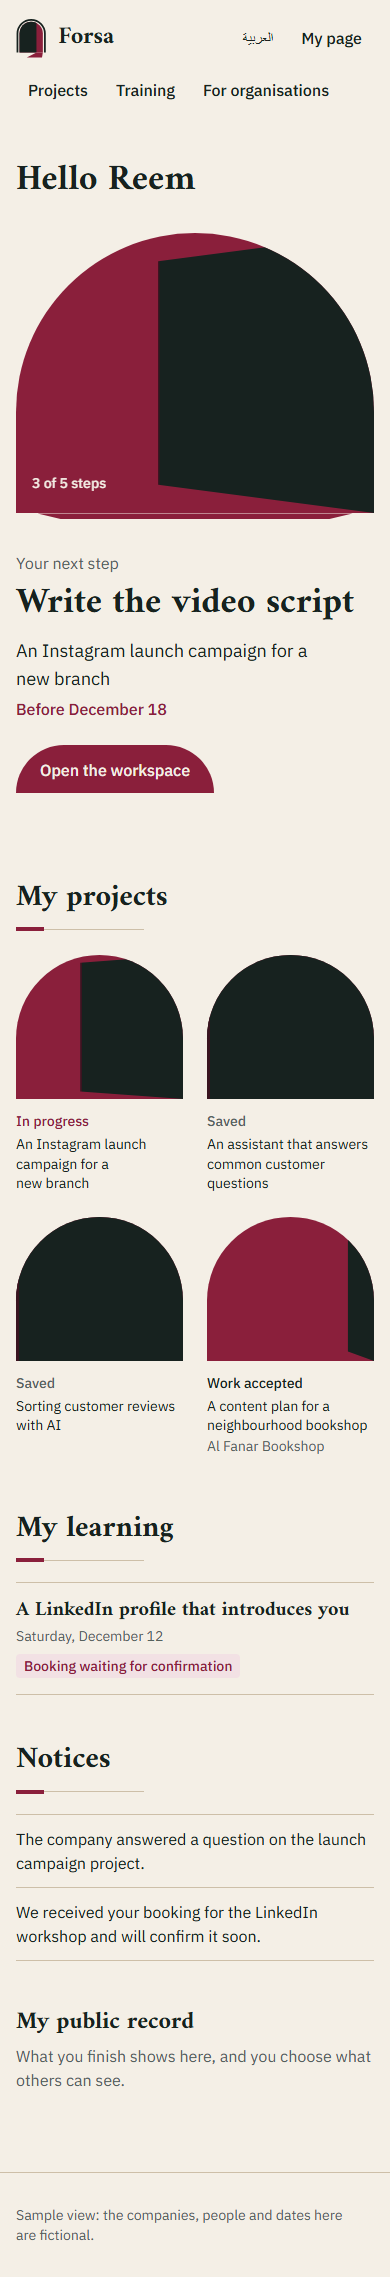 Forsa
العربية
My page
Projects
Training
For organisations
Hello Reem
3 of 5 steps
Your next step
Write the video script
An Instagram launch campaign for a
new branch
Before December 18
Open the workspace
My projects
In progress
An Instagram launch
campaign for a
new branch
Saved
An assistant that answers
common customer
questions
Saved
Sorting customer reviews
with AI
Work accepted
A content plan for a
neighbourhood bookshop
Al Fanar Bookshop
My learning
A LinkedIn profile that introduces you
Saturday, December 12
Booking waiting for confirmation
Notices
The company answered a question on the launch
campaign project.
We received your booking for the LinkedIn
workshop and will confirm it soon.
My public record
What you finish shows here, and you choose what
others can see.
Sample view: the companies, people and dates here
are fictional.